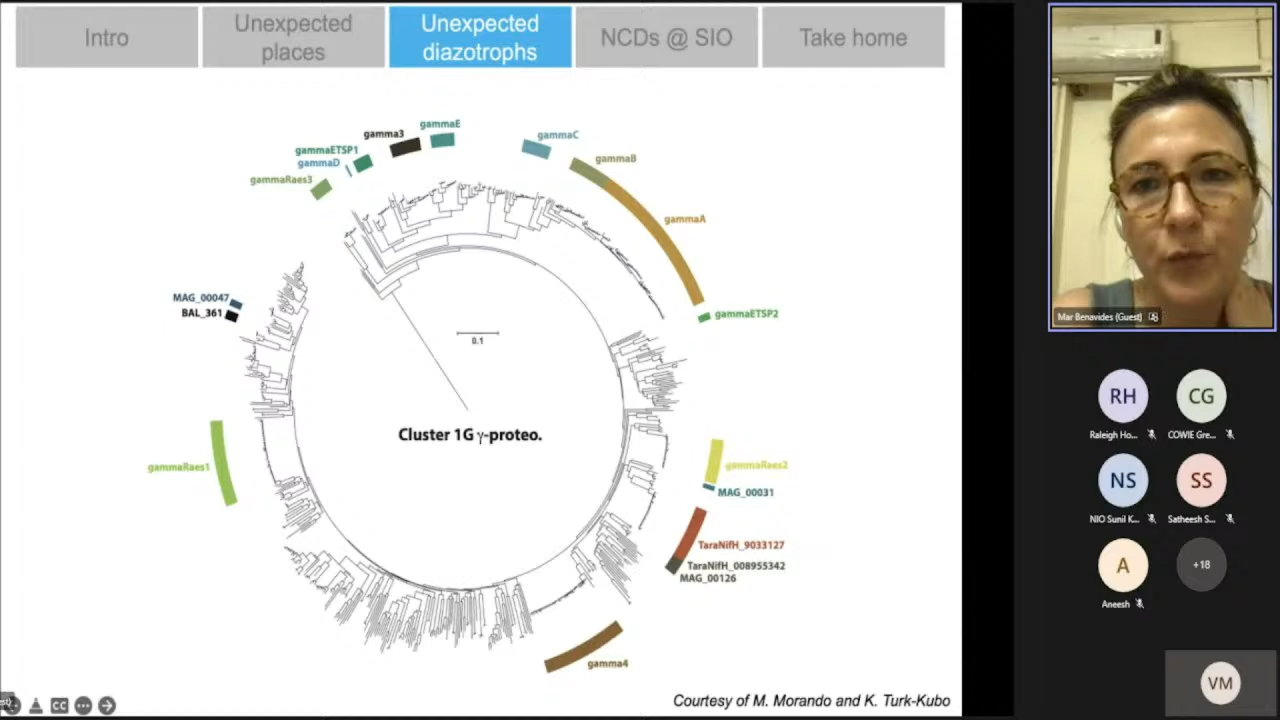 Intro
Unexpected places
Unexpected diazotrophs
NCDs @ SIO
Take home
gammaE
gamma3
gammaC
gammaETSP1
gammaD
gammaB
gammaRaes3
gammaA
MAG_00047
BAL_361
gammaETSP2
0.1
Cluster 1G γ-proteo.
gammaRaes1
gammaRaes2
MAG_00031
TaraNifH_9033127
TaraNifH_008955342
MAG_00126
gamma4
Courtesy of M. Morando and K. Turk-Kubo
CC
Mar Benavides (Guest)
RH
CG
Raleigh Ho...
COWIE Gre...
NS
SS
NIO Sunil K...
Satheesh S...
A
+18
Aneesh
VM